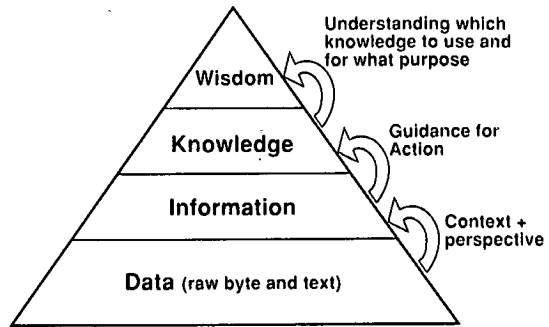 Understanding which
knowledge to use and
for what purpose
Wisdom
Knowledge
Guidance for
Action
Information
Context +
perspective
Data (raw byte and text)